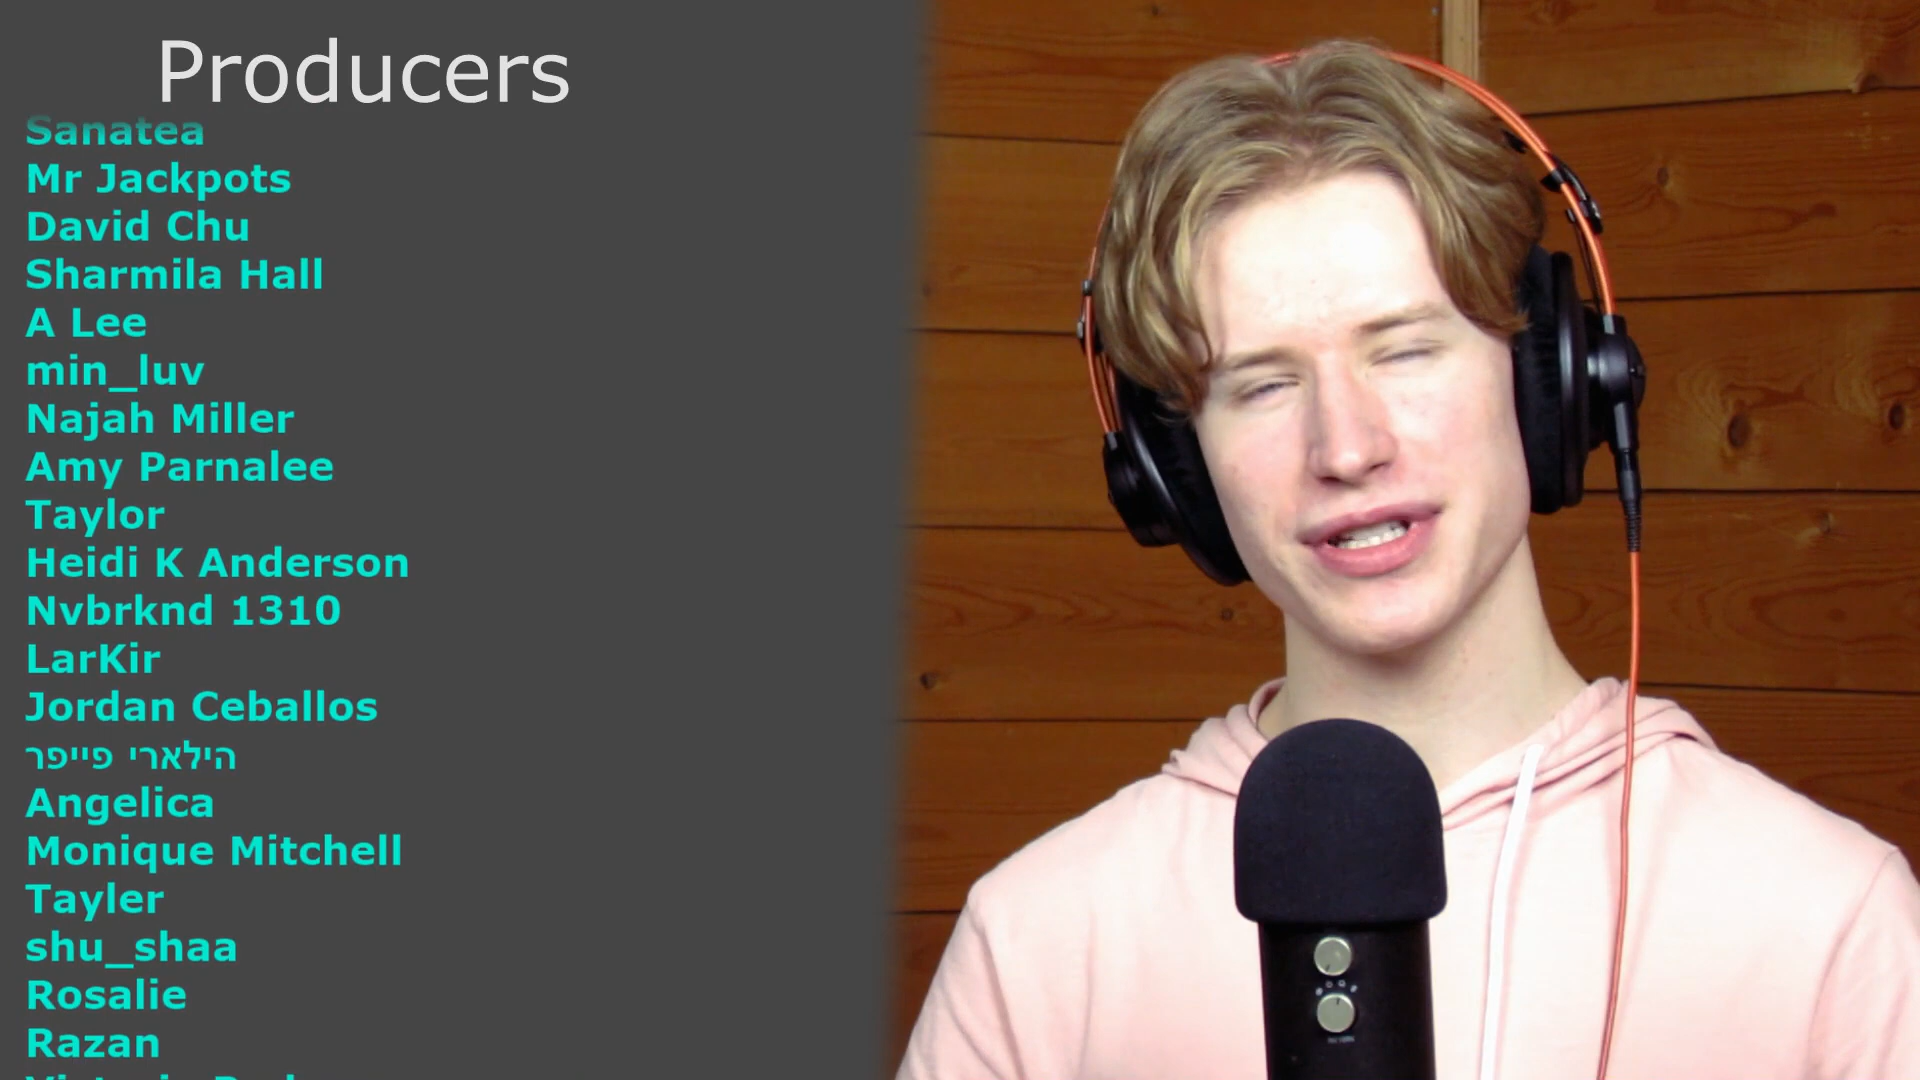 Producers
Sanatea
Mr Jackpots
David Chu
Sharmila Hall
A Lee
min_luv
Najah Miller
Amy Parnalee
Taylor
Heidi K Anderson
Nvbrknd 1310
LarKir
Jordan Ceballos
הילארי פייפר
Angelica
Monique Mitchell
Tayler
shu_shaa
Rosalie
Razan